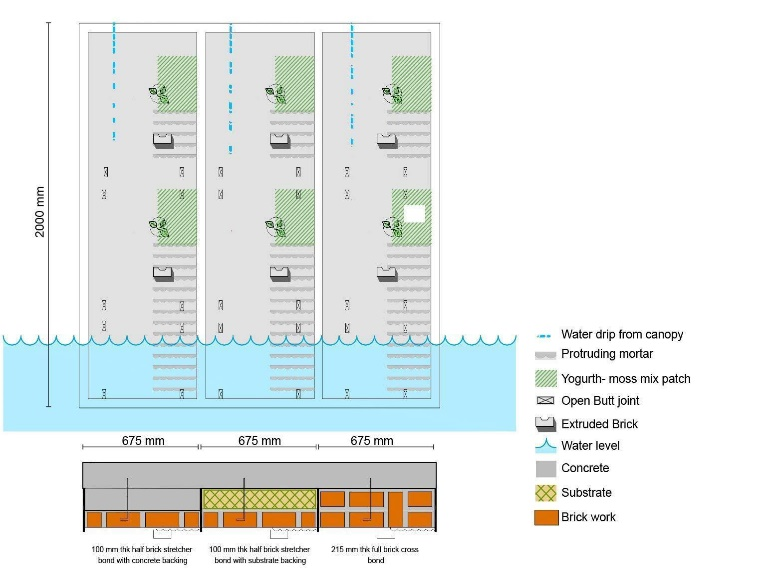 2000 mm
Water drip from canopy
Protruding mortar
Yogurth- moss mix patch
Open Butt joint
Extruded Brick
Water level
Concrete
Substrate
Brick work
675 mm
675 mm
675 mm
100 mm thk half brick stretcher
bond with concrete backing
100 mm thk half brick stretcher
bond with substrate backing
215 mm thk full brick cross
bond